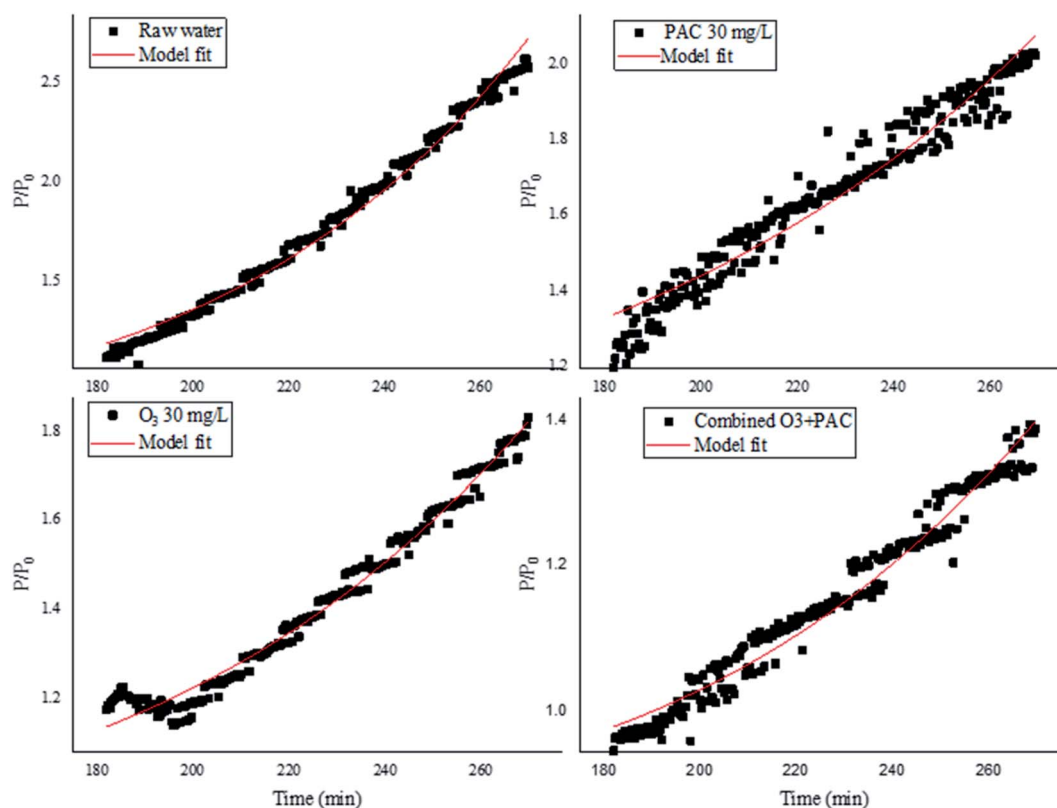 Raw water
Model fit
2.5
2.0
1.5
P/P0
180 200 220 240 260
PAC 30 mg/L
Model fit
2.0
1.8
1.6
1.4
1.2
P/P0
180 200 220 240 260
O3 30 mg/L
Model fit
1.8
1.6
1.4
1.2
P/P0
180 200 220 240 260
Time (min)
Combined O3+PAC
Model fit
1.4
1.2
1.0
P/P0
180 200 220 240 260
Time (min)